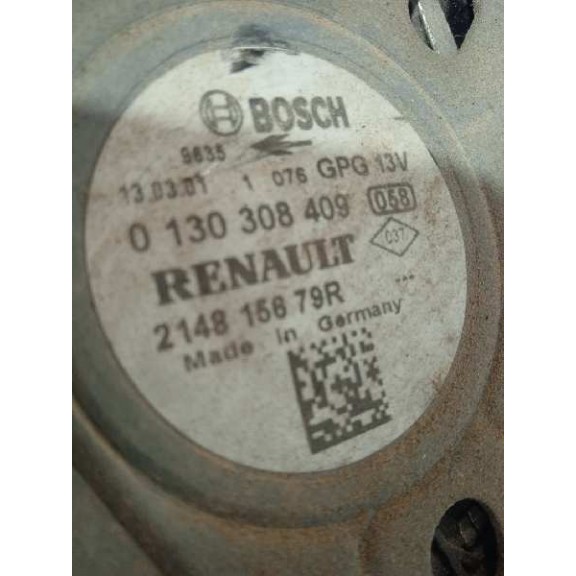 BOSCH
9635
13.03.01 1 076 GPG 13V
0 130 308 409 058
037
RENAULT
2148 156 79R
Made in Germany